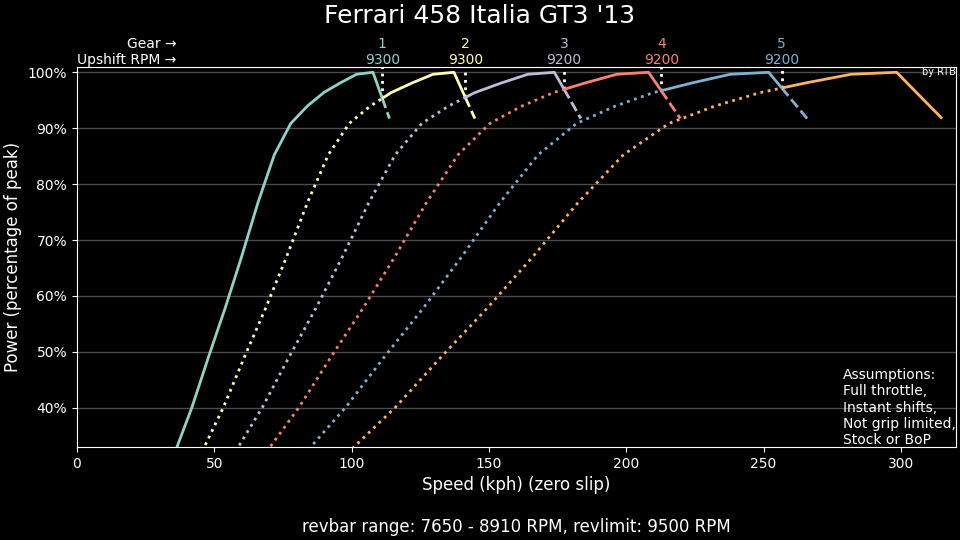 Ferrari 458 Italia GT3 '13
Gear → 1 2 3 4 5
Upshift RPM → 9300 9300 9200 9200 9200
by RTB
100%
90%
80%
70%
60%
50%
40%
Power (percentage of peak)
Assumptions:
Full throttle,
Instant shifts,
Not grip limited,
Stock or BoP
0 50 100 150 200 250 300
Speed (kph) (zero slip)
revbar range: 7650 - 8910 RPM, revlimit: 9500 RPM